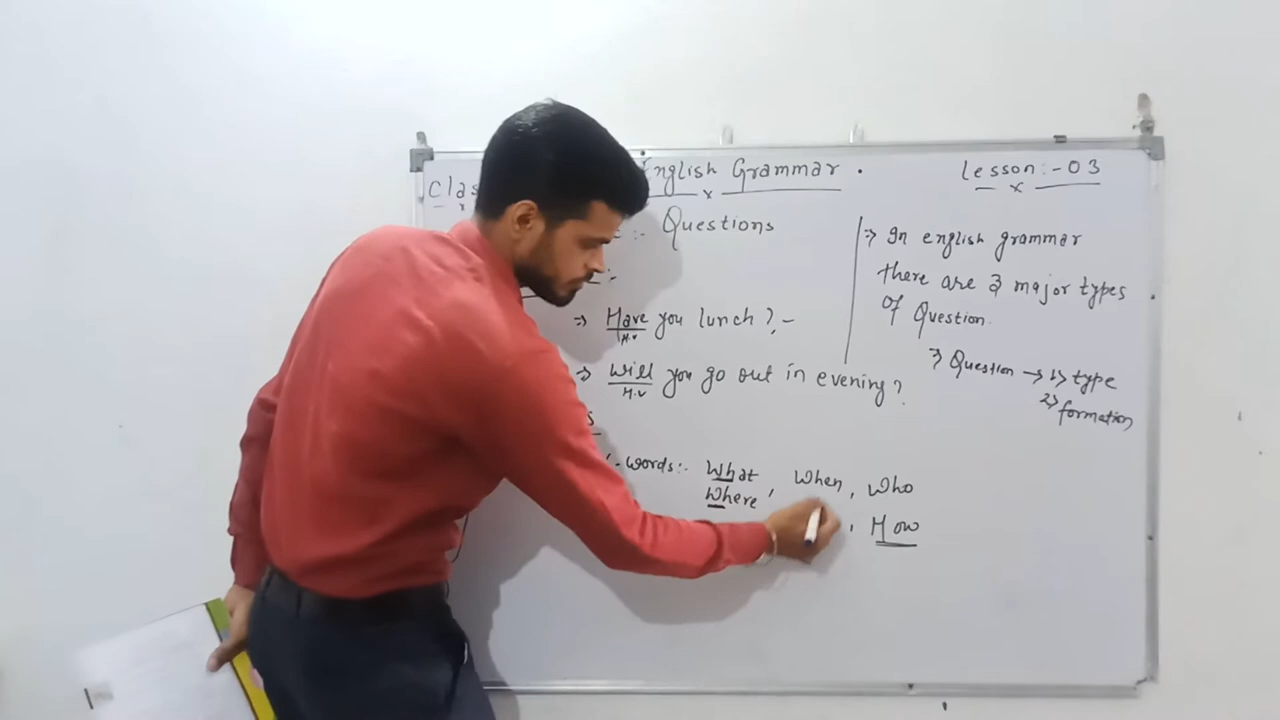 Clas English Grammar . Lesson:-03
:- Questions
:-
⇒ Have you lunch? -
H.V
⇒ Will you go out in evening?
H.V
s
-words:- What, When, Who
Where, , How
⇒ In english grammar
there are 2 major types
Of Question.
⇒ Question → 1> type
2> formation